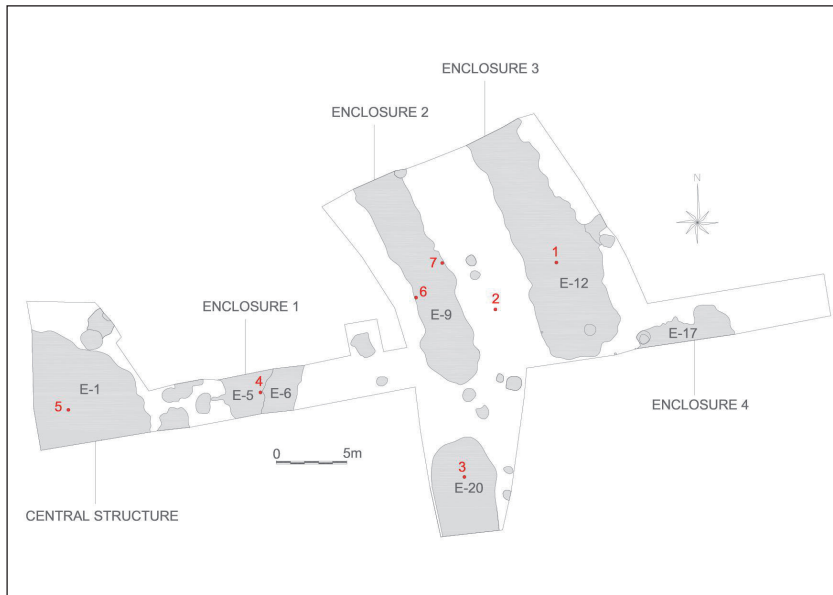 ENCLOSURE 3
ENCLOSURE 2
N
1
7
E-12
6
2
E-9
ENCLOSURE 1
E-17
4
E-1
E-5
E-6
5
ENCLOSURE 4
0 5m
3
E-20
CENTRAL STRUCTURE